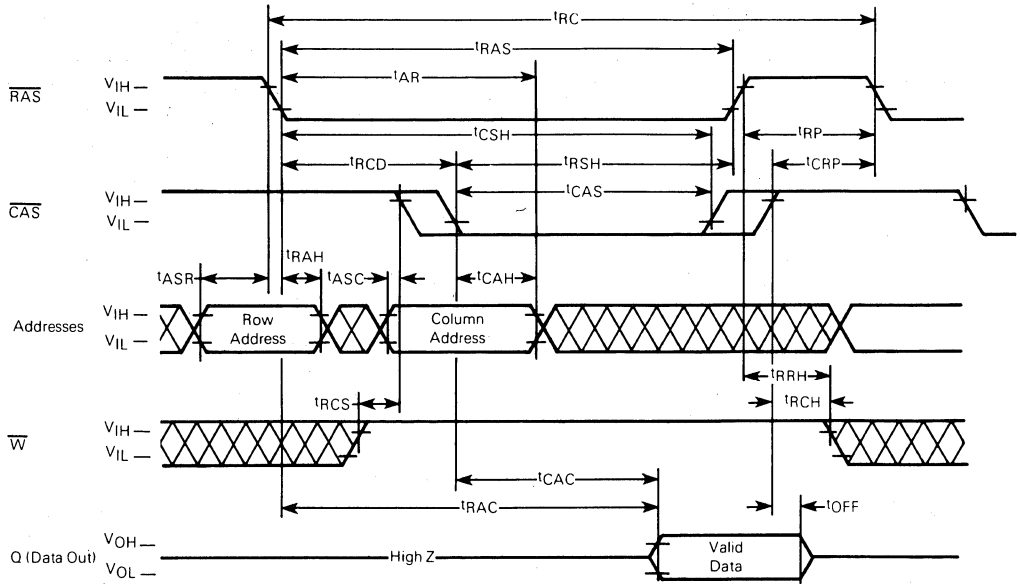 tRC
tRAS
tAR
RAS
VIH
VIL
tCSH
tRP
tRCD
tRSH
tCRP
CAS
VIH
VIL
tCAS
tASR
tRAH
tASC
tCAH
Addresses
VIH
VIL
Row
Address
Column
Address
tRRH
tRCS
tRCH
W
VIH
VIL
tCAC
tRAC
tOFF
Q (Data Out)
VOH
VOL
High Z
Valid
Data